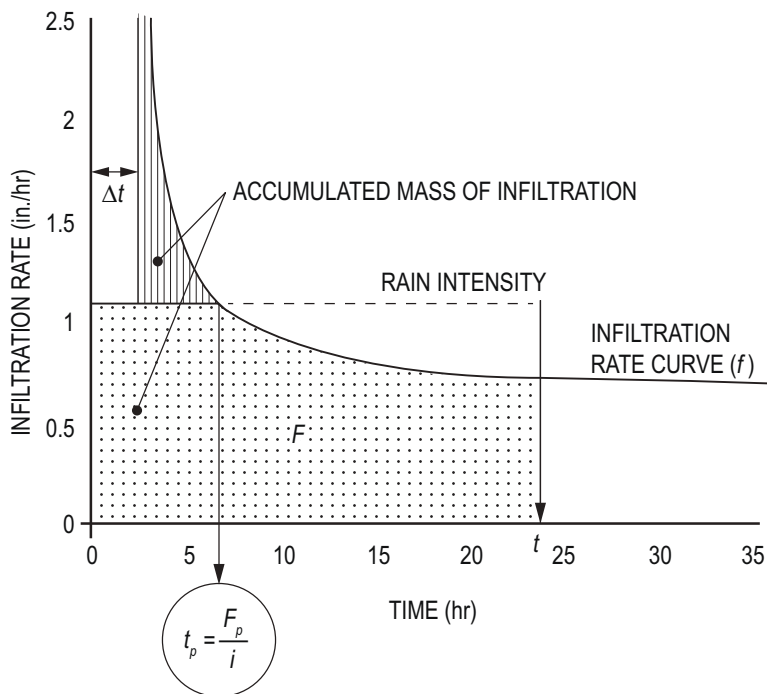 2.5
2
1.5
1
0.5
0
INFILTRATION RATE (in./hr)
Δt
ACCUMULATED MASS OF INFILTRATION
RAIN INTENSITY
INFILTRATION
RATE CURVE (f)
F
t
0 5 10 15 20 25 30 35
TIME (hr)
t_p = F_p / i